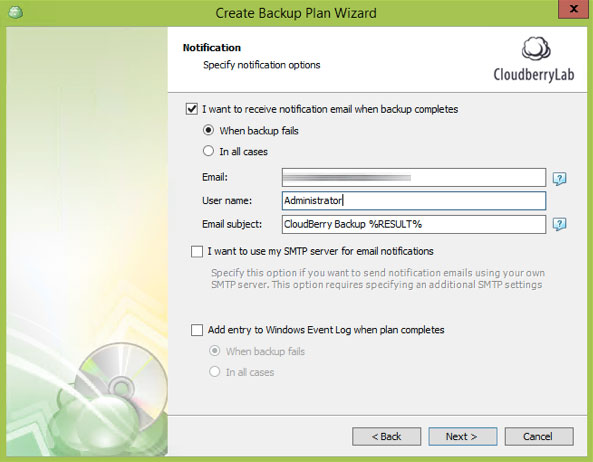 Create Backup Plan Wizard
x
Notification
Specify notification options
CloudberryLab
I want to receive notification email when backup completes
When backup fails
In all cases
Email:
?
User name: Administrator
Email subject: CloudBerry Backup %RESULT%
?
I want to use my SMTP server for email notifications
Specify this option if you want to send notification emails using your own
SMTP server. This option requires specifying an additional SMTP settings
Add entry to Windows Event Log when plan completes
When backup fails
In all cases
< Back Next > Cancel